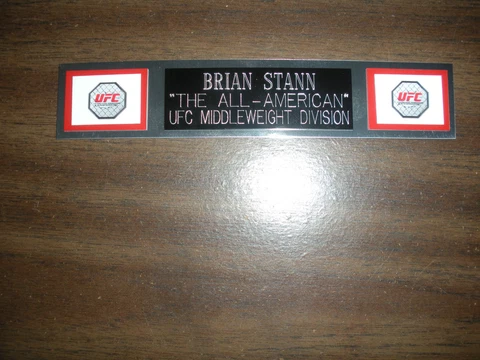 BRIAN STANN
"THE ALL-AMERICAN"
UFC MIDDLEWEIGHT DIVISION
UFC
UFC